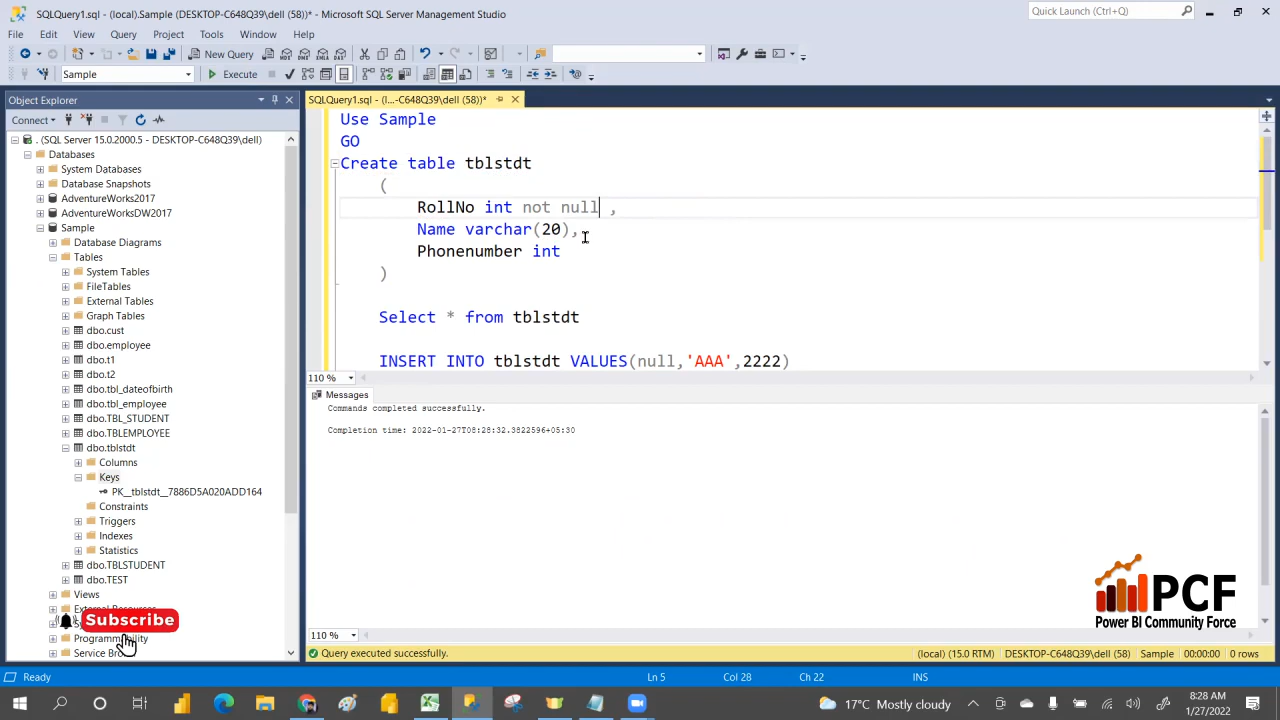 SQLQuery1.sql - (local).Sample (DESKTOP-C648Q39\dell (58))* - Microsoft SQL Server Management Studio
Quick Launch (Ctrl+Q)
File Edit View Query Project Tools Window Help
New Query
Sample
Execute
Object Explorer
SQLQuery1.sql - (l...-C648Q39\dell (58))*
Connect
. (SQL Server 15.0.2000.5 - DESKTOP-C648Q39\dell)
Databases
System Databases
Database Snapshots
AdventureWorks2017
AdventureWorksDW2017
Sample
Database Diagrams
Tables
System Tables
FileTables
External Tables
Graph Tables
dbo.cust
dbo.employee
dbo.t1
dbo.t2
dbo.tbl_dateofbirth
dbo.tbl_employee
dbo.TBL_STUDENT
dbo.TBLEMPLOYEE
dbo.tblstdt
Columns
Keys
PK__tblstdt__7886D5A020ADD164
Constraints
Triggers
Indexes
Statistics
dbo.TBLSTUDENT
dbo.TEST
Views
Subscribe
Programmability
Use Sample
GO
Create table tblstdt
(
RollNo int not null ,
Name varchar(20),
Phonenumber int
)
Select * from tblstdt
INSERT INTO tblstdt VALUES(null,'AAA',2222)
110 %
Messages
Commands completed successfully.
Completion time: 2022-01-27T08:28:32.3822596+05:30
PCF
Power BI Community Force
110 %
Query executed successfully.
(local) (15.0 RTM) DESKTOP-C648Q39\dell (58) Sample 00:00:00 0 rows
Ready
Ln 5 Col 28 Ch 22 INS
17°C Mostly cloudy
8:28 AM
1/27/2022